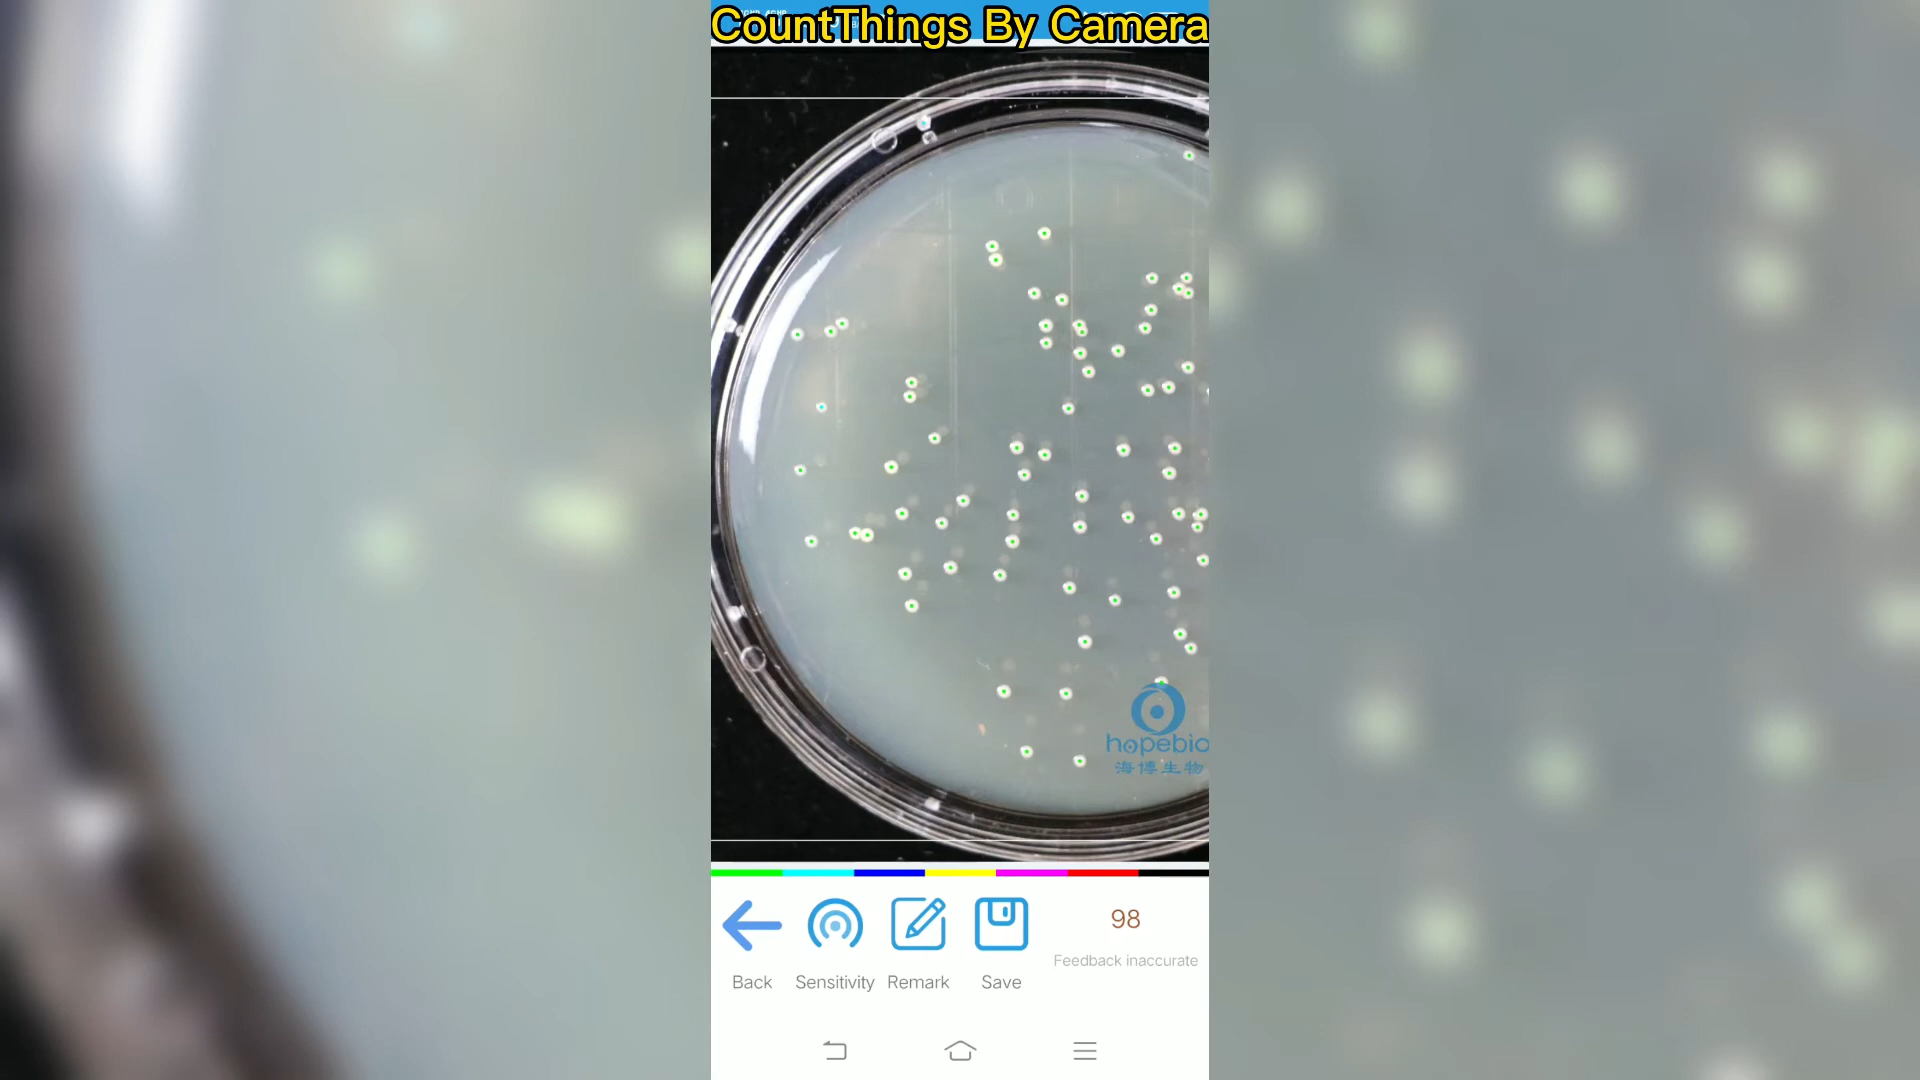 CountThings By Camera
hopebio
海博生物
98
Feedback inaccurate
Back
Sensitivity
Remark
Save